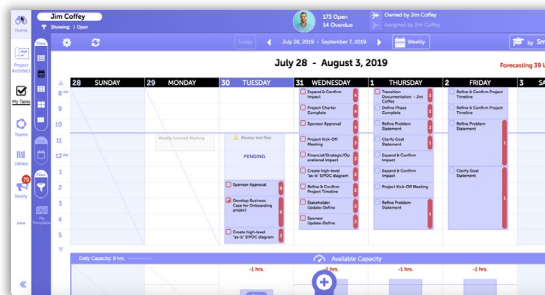 Jim Coffey
Showing: 1 Open
173 Open
14 Overdue
Owned by Jim Coffey
Assigned by Jim Coffey
Home
Today
July 28, 2019 - September 7, 2019
Weekly
by Sm
July 28 - August 3, 2019
Forecasting 39
Project
Architect
My Tasks
Teams
Library
75
Notify
My
Templates
28 SUNDAY
29 MONDAY
30 TUESDAY
31 WEDNESDAY
1 THURSDAY
2 FRIDAY
3 SA
8
9
10
11
12
1
2
3
4
5
Weekly Focused Meeting
Review test files
PENDING
Sponsor Approval
Develop Business
Case for Onboarding
project
Create high-level
"as-is" SIPOC diagram
Expand & Confirm
Impact
Project Charter
Complete
Sponsor Approval
Project Kick-Off
Meeting
Financial/Strategic/Op
erational Impact
Create high-level
"as-is" SIPOC diagram
Refine & Confirm
Project Timeline
Stakeholder
Update-Define
Sponsor
Update-Define
Transition
Documentation - Jim
Coffey
Define Phase
Complete
Refine Problem
Statement
Clarify Goal
Statement
Expand & Confirm
Impact
Expand & Confirm
Impact
Project Kick-Off Meeting
Refine Problem
Statement
Refine & Confirm Project
Timeline
Refine & Confirm Project
Timeline
Refine Problem
Statement
Clarify Goal
Statement
Daily Capacity: 8 hrs.
Available Capacity
-1 hrs.
-1 hrs.
-1 hrs.
-1 hrs.